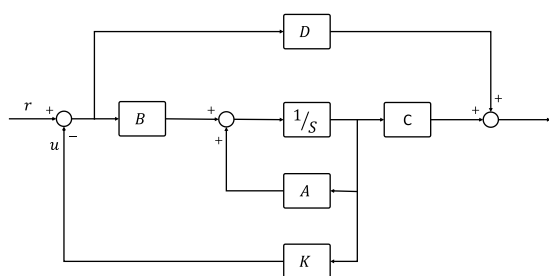 D
r + + + +
B + 1/S C
u − +
A
K